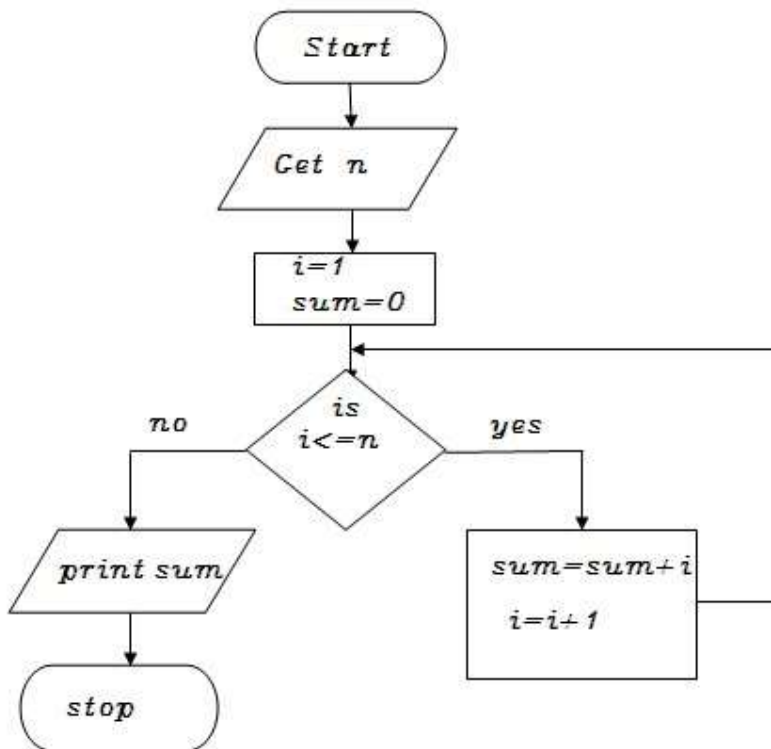 Start
Get n
i=1
sum=0
is
i<=n
no
yes
print sum
sum=sum+i
i=i+1
stop